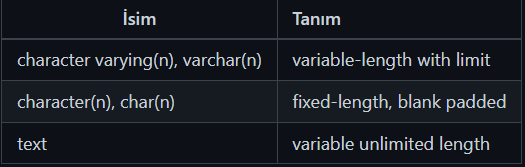 İsim Tanım
character varying(n), varchar(n) variable-length with limit
character(n), char(n) fixed-length, blank padded
text variable unlimited length